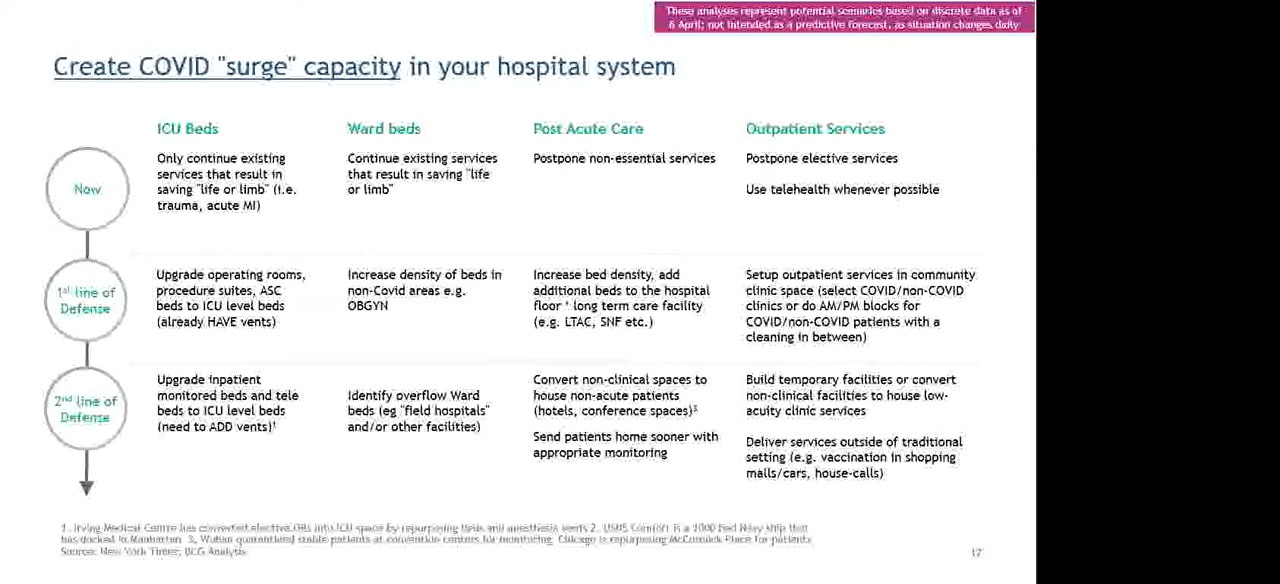 These analyses represent potential scenarios based on discrete data as of
6 April; not intended as a predictive forecast, as situation changes daily
Create COVID "surge" capacity in your hospital system
ICU Beds
Ward beds
Post Acute Care
Outpatient Services
Now
Only continue existing
services that result in
saving "life or limb" (i.e.
trauma, acute MI)
Continue existing services
that result in saving "life
or limb"
Postpone non-essential services
Postpone elective services
Use telehealth whenever possible
1st line of
Defense
Upgrade operating rooms,
procedure suites, ASC
beds to ICU level beds
(already HAVE vents)
Increase density of beds in
non-Covid areas e.g.
OBGYN
Increase bed density, add
additional beds to the hospital
floor + long term care facility
(e.g. LTAC, SNF etc.)
Setup outpatient services in community
clinic space (select COVID/non-COVID
clinics or do AM/PM blocks for
COVID/non-COVID patients with a
cleaning in between)
2nd line of
Defense
Upgrade inpatient
monitored beds and tele
beds to ICU level beds
(need to ADD vents)1
Identify overflow Ward
beds (eg "field hospitals"
and/or other facilities)
Convert non-clinical spaces to
house non-acute patients
(hotels, conference spaces)3
Send patients home sooner with
appropriate monitoring
Build temporary facilities or convert
non-clinical facilities to house low-
acuity clinic services
Deliver services outside of traditional
setting (e.g. vaccination in shopping
malls/cars, house-calls)
1. Irving Medical Centre has converted elective ORs into ICU space by repurposing beds and anesthesia vents 2. USNS Comfort is a 1000 bed Navy ship that
has docked in Manhattan 3. Wuhan quarantined stable patients at convention centers for monitoring. Chicago is repurposing McCormick Place for patients
Source: New York Times; BCG Analysis
17